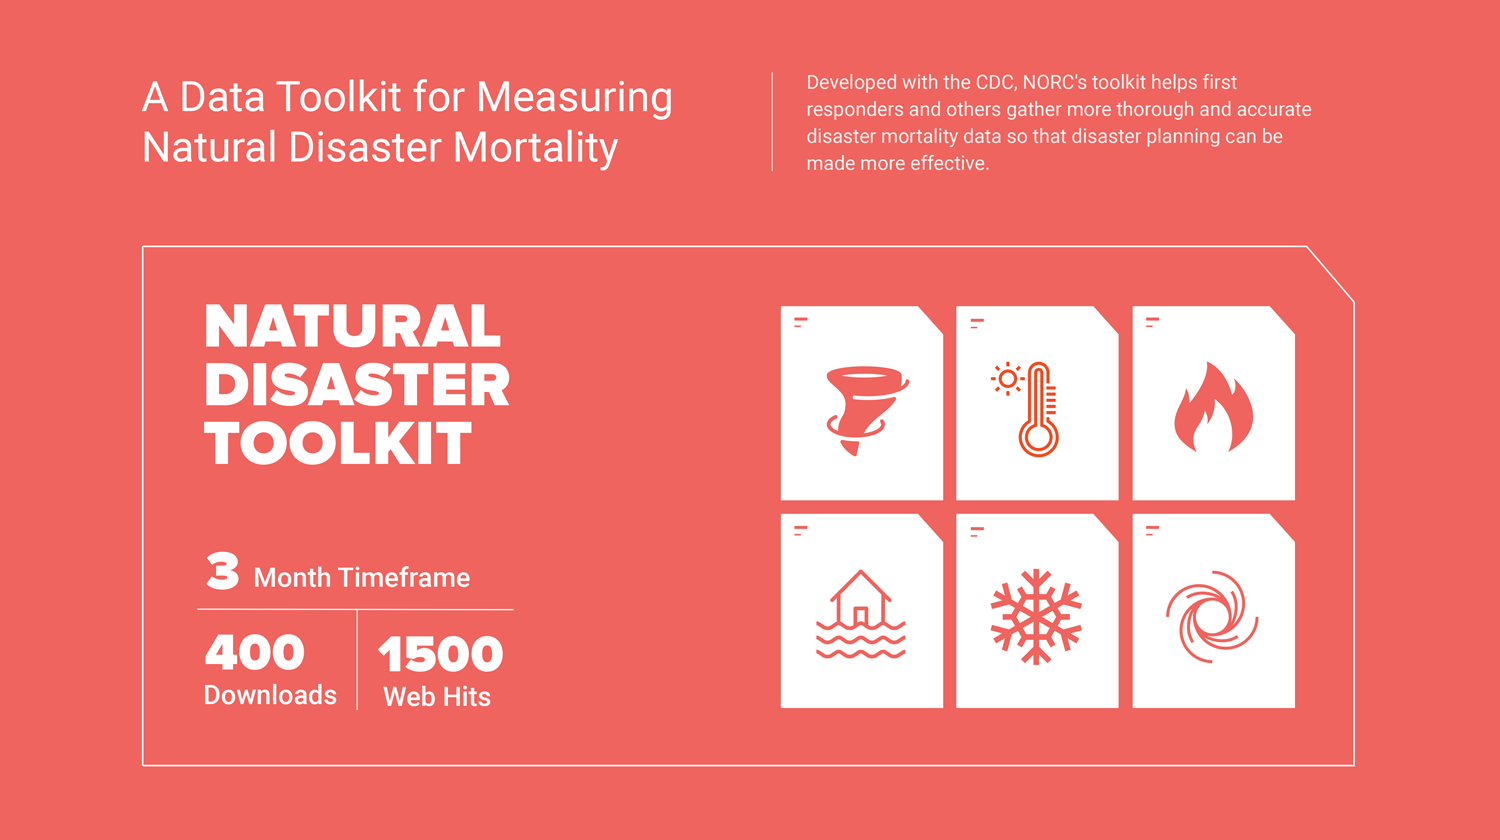 A Data Toolkit for Measuring
Natural Disaster Mortality
Developed with the CDC, NORC's toolkit helps first
responders and others gather more thorough and accurate
disaster mortality data so that disaster planning can be
made more effective.
NATURAL
DISASTER
TOOLKIT
3 Month Timeframe
400
Downloads
1500
Web Hits